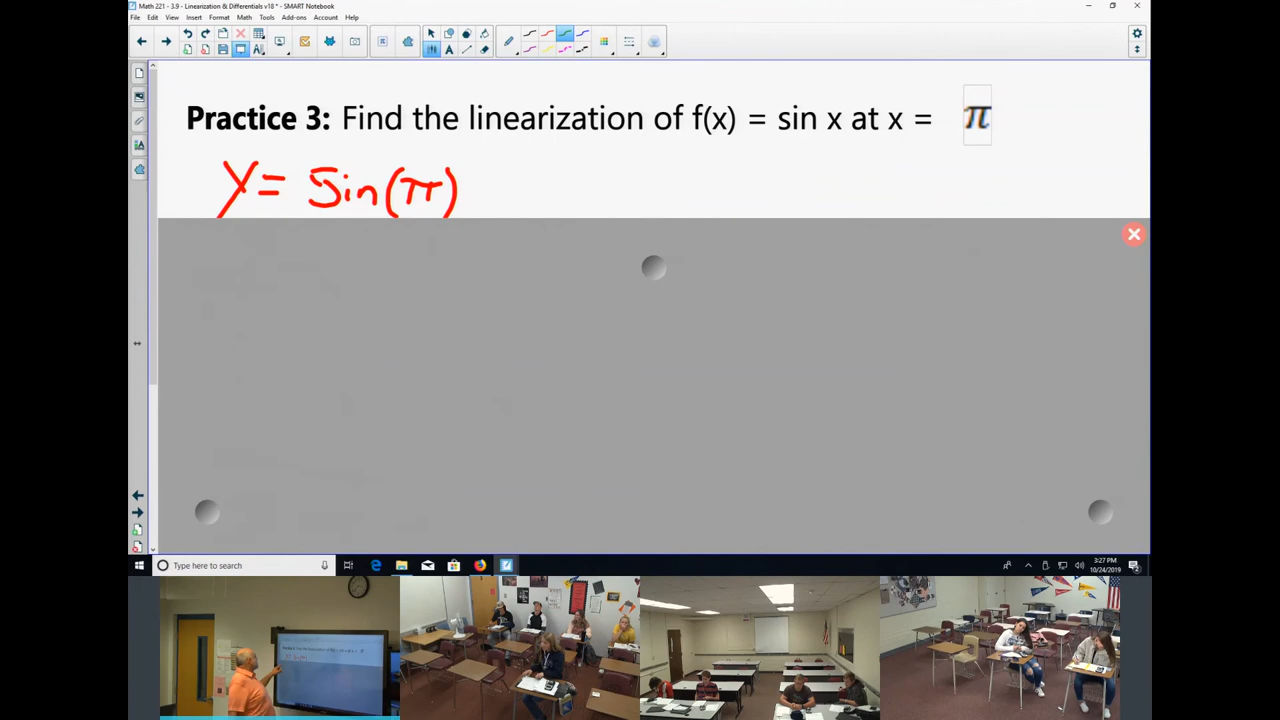 Math 221 - 3.9 - Linearization & Differentials v18 * - SMART Notebook
File Edit View Insert Format Math Tools Add-ons Account Help
Practice 3: Find the linearization of f(x) = sin x at x = π
y = Sin(π)
Type here to search
3:27 PM
10/24/2019